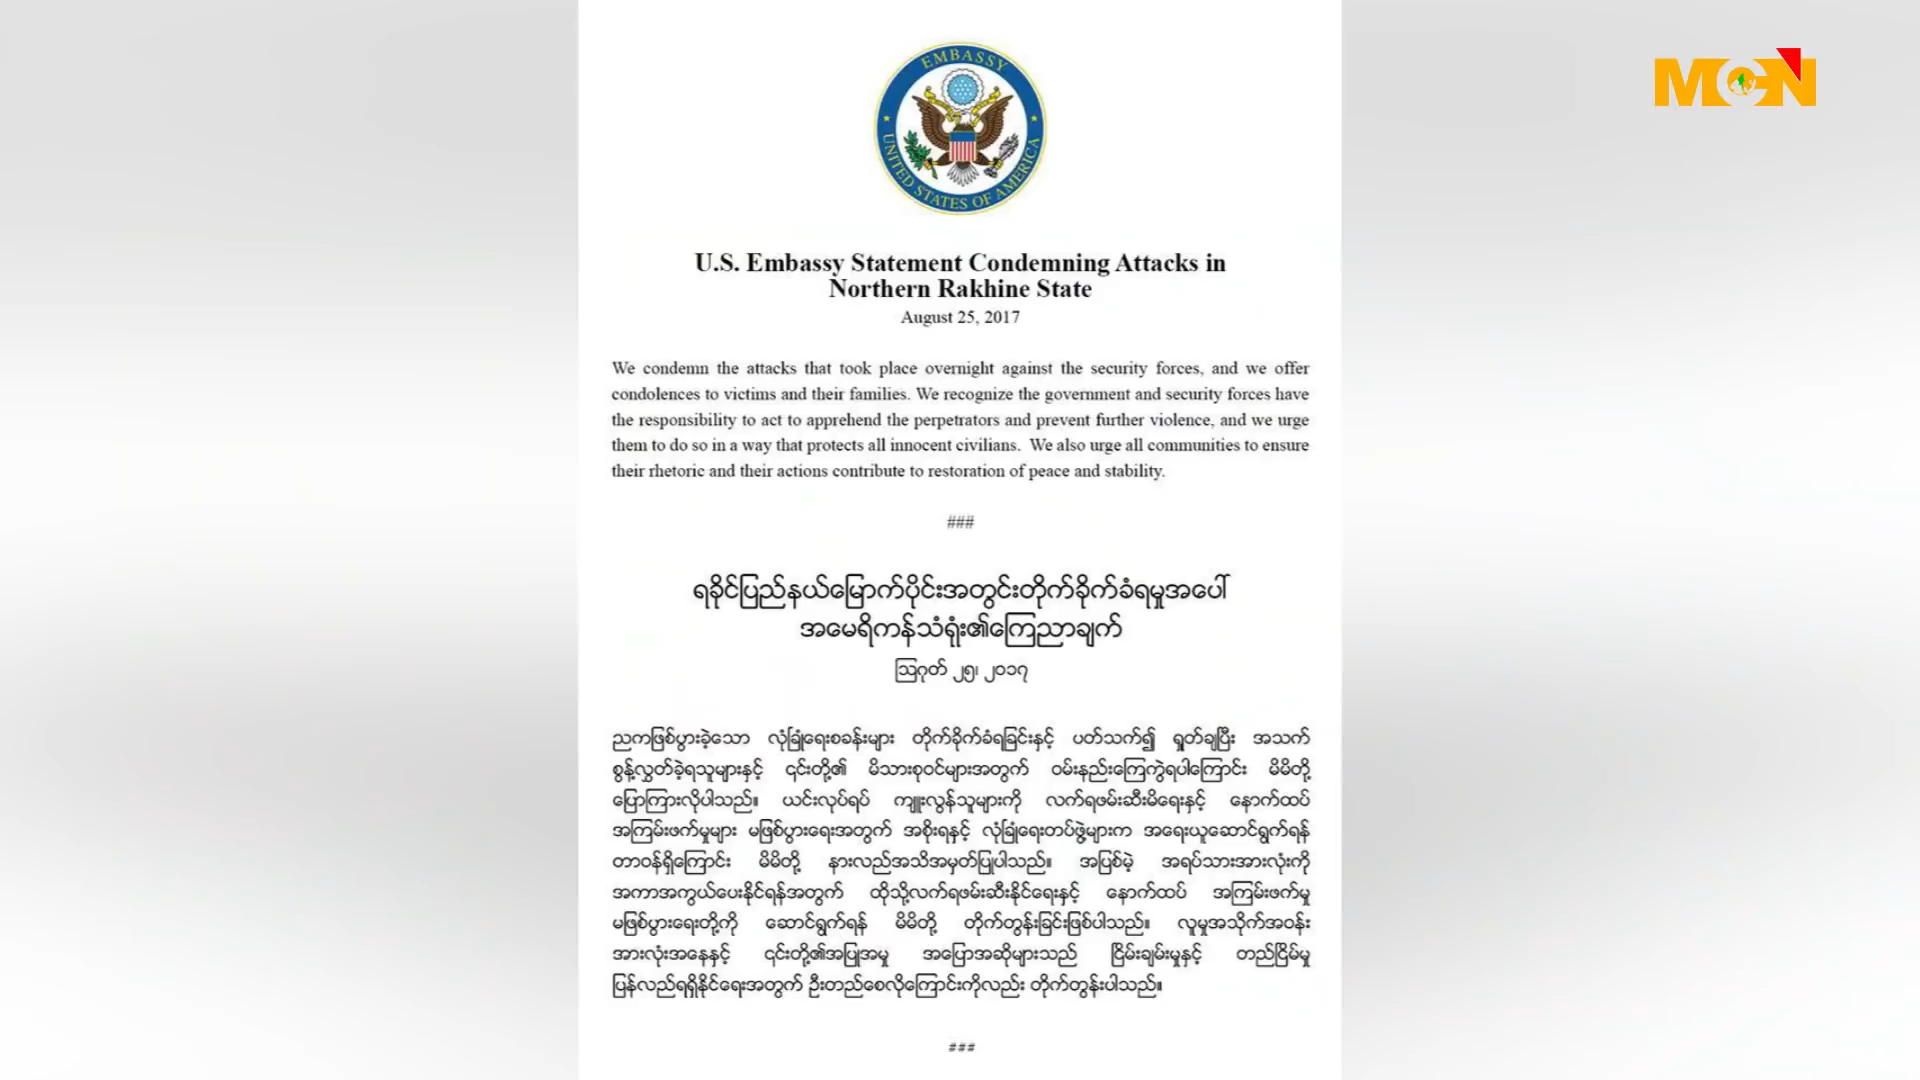 EMBASSY
UNITED STATES OF AMERICA
MCN
U.S. Embassy Statement Condemning Attacks in
Northern Rakhine State
August 25, 2017
We condemn the attacks that took place overnight against the security forces, and we offer
condolences to victims and their families. We recognize the government and security forces have
the responsibility to act to apprehend the perpetrators and prevent further violence, and we urge
them to do so in a way that protects all innocent civilians. We also urge all communities to ensure
their rhetoric and their actions contribute to restoration of peace and stability.
###
ရခိုင်ပြည်နယ်မြောက်ပိုင်းအတွင်းတိုက်ခိုက်ခံရမှုအပေါ်
အမေရိကန်သံရုံး၏ကြေညာချက်
ဩဂုတ် ၂၅၊ ၂၀၁၇
ညကဖြစ်ပွားခဲ့သော လုံခြုံရေးစခန်းများ တိုက်ခိုက်ခံရခြင်းနှင့် ပတ်သက်၍ ရှုတ်ချပြီး အသက်
စွန့်လွှတ်ခဲ့ရသူများနှင့် ၎င်းတို့၏ မိသားစုဝင်များအတွက် ဝမ်းနည်းကြေကွဲရပါကြောင်း မိမိတို့
ပြောကြားလိုပါသည်။ ယင်းလုပ်ရပ် ကျူးလွန်သူများကို လက်ရဖမ်းဆီးမိရေးနှင့် နောက်ထပ်
အကြမ်းဖက်မှုများ မဖြစ်ပွားရေးအတွက် အစိုးရနှင့် လုံခြုံရေးတပ်ဖွဲ့များက အရေးယူဆောင်ရွက်ရန်
တာဝန်ရှိကြောင်း မိမိတို့ နားလည်အသိအမှတ်ပြုပါသည်။ အပြစ်မဲ့ အရပ်သားအားလုံးကို
အကာအကွယ်ပေးနိုင်ရန်အတွက် ထိုသို့လက်ရဖမ်းဆီးနိုင်ရေးနှင့် နောက်ထပ် အကြမ်းဖက်မှု
မဖြစ်ပွားရေးတို့ကို ဆောင်ရွက်ရန် မိမိတို့ တိုက်တွန်းခြင်းဖြစ်ပါသည်။ လူမှုအသိုက်အဝန်း
အားလုံးအနေနှင့် ၎င်းတို့၏အပြုအမူ အပြောအဆိုများသည် ငြိမ်းချမ်းမှုနှင့် တည်ငြိမ်မှု
ပြန်လည်ရရှိနိုင်ရေးအတွက် ဦးတည်စေလိုကြောင်းကိုလည်း တိုက်တွန်းပါသည်။
###